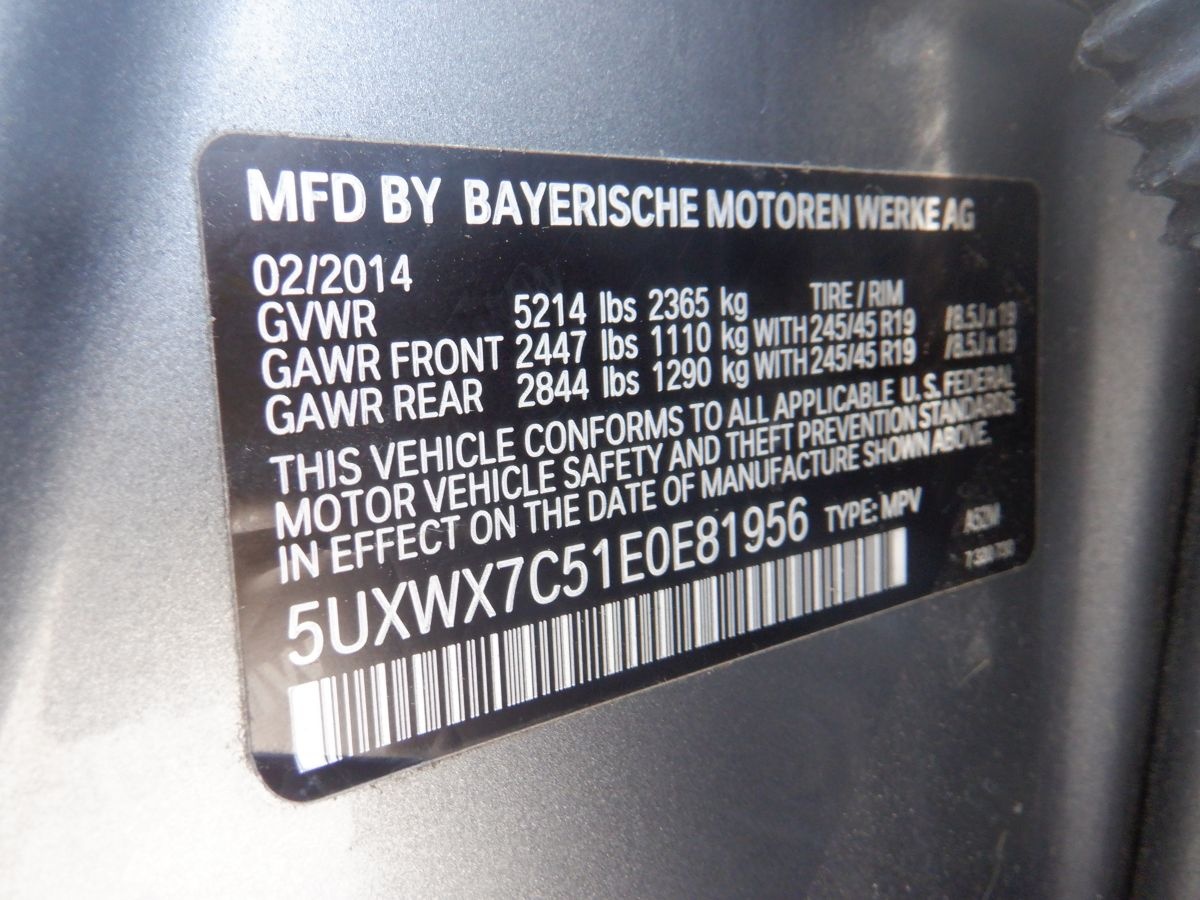 MFD BY BAYERISCHE MOTOREN WERKE AG
02/2014
GVWR 5214 lbs 2365 kg TIRE / RIM
GAWR FRONT 2447 lbs 1110 kg WITH 245/45 R19 /8.5J x 19
GAWR REAR 2844 lbs 1290 kg WITH 245/45 R19 /8.5J x 19
THIS VEHICLE CONFORMS TO ALL APPLICABLE U.S. FEDERAL
MOTOR VEHICLE SAFETY AND THEFT PREVENTION STANDARDS
IN EFFECT ON THE DATE OF MANUFACTURE SHOWN ABOVE.
5UXWX7C51E0E81956 TYPE: MPV A52M